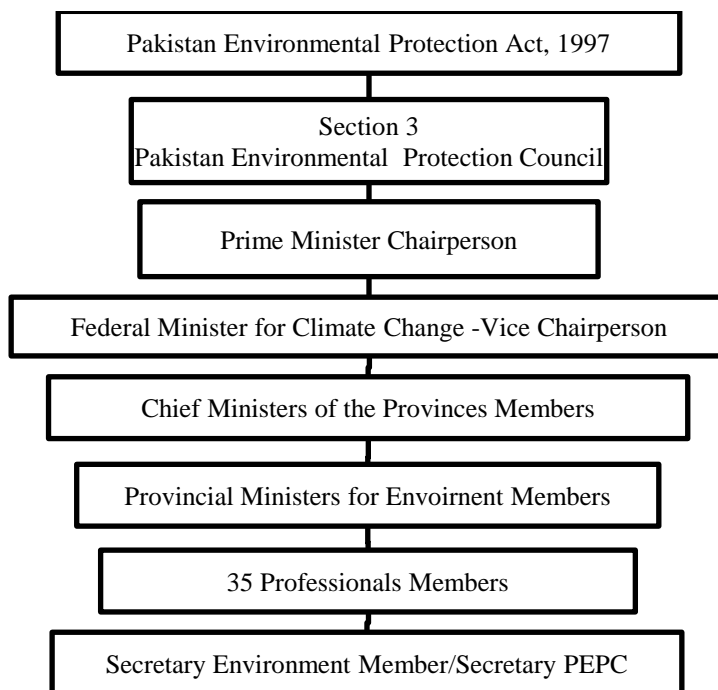 Pakistan Environmental Protection Act, 1997
Section 3
Pakistan Environmental Protection Council
Prime Minister Chairperson
Federal Minister for Climate Change -Vice Chairperson
Chief Ministers of the Provinces Members
Provincial Ministers for Envoirnent Members
35 Professionals Members
Secretary Environment Member/Secretary PEPC